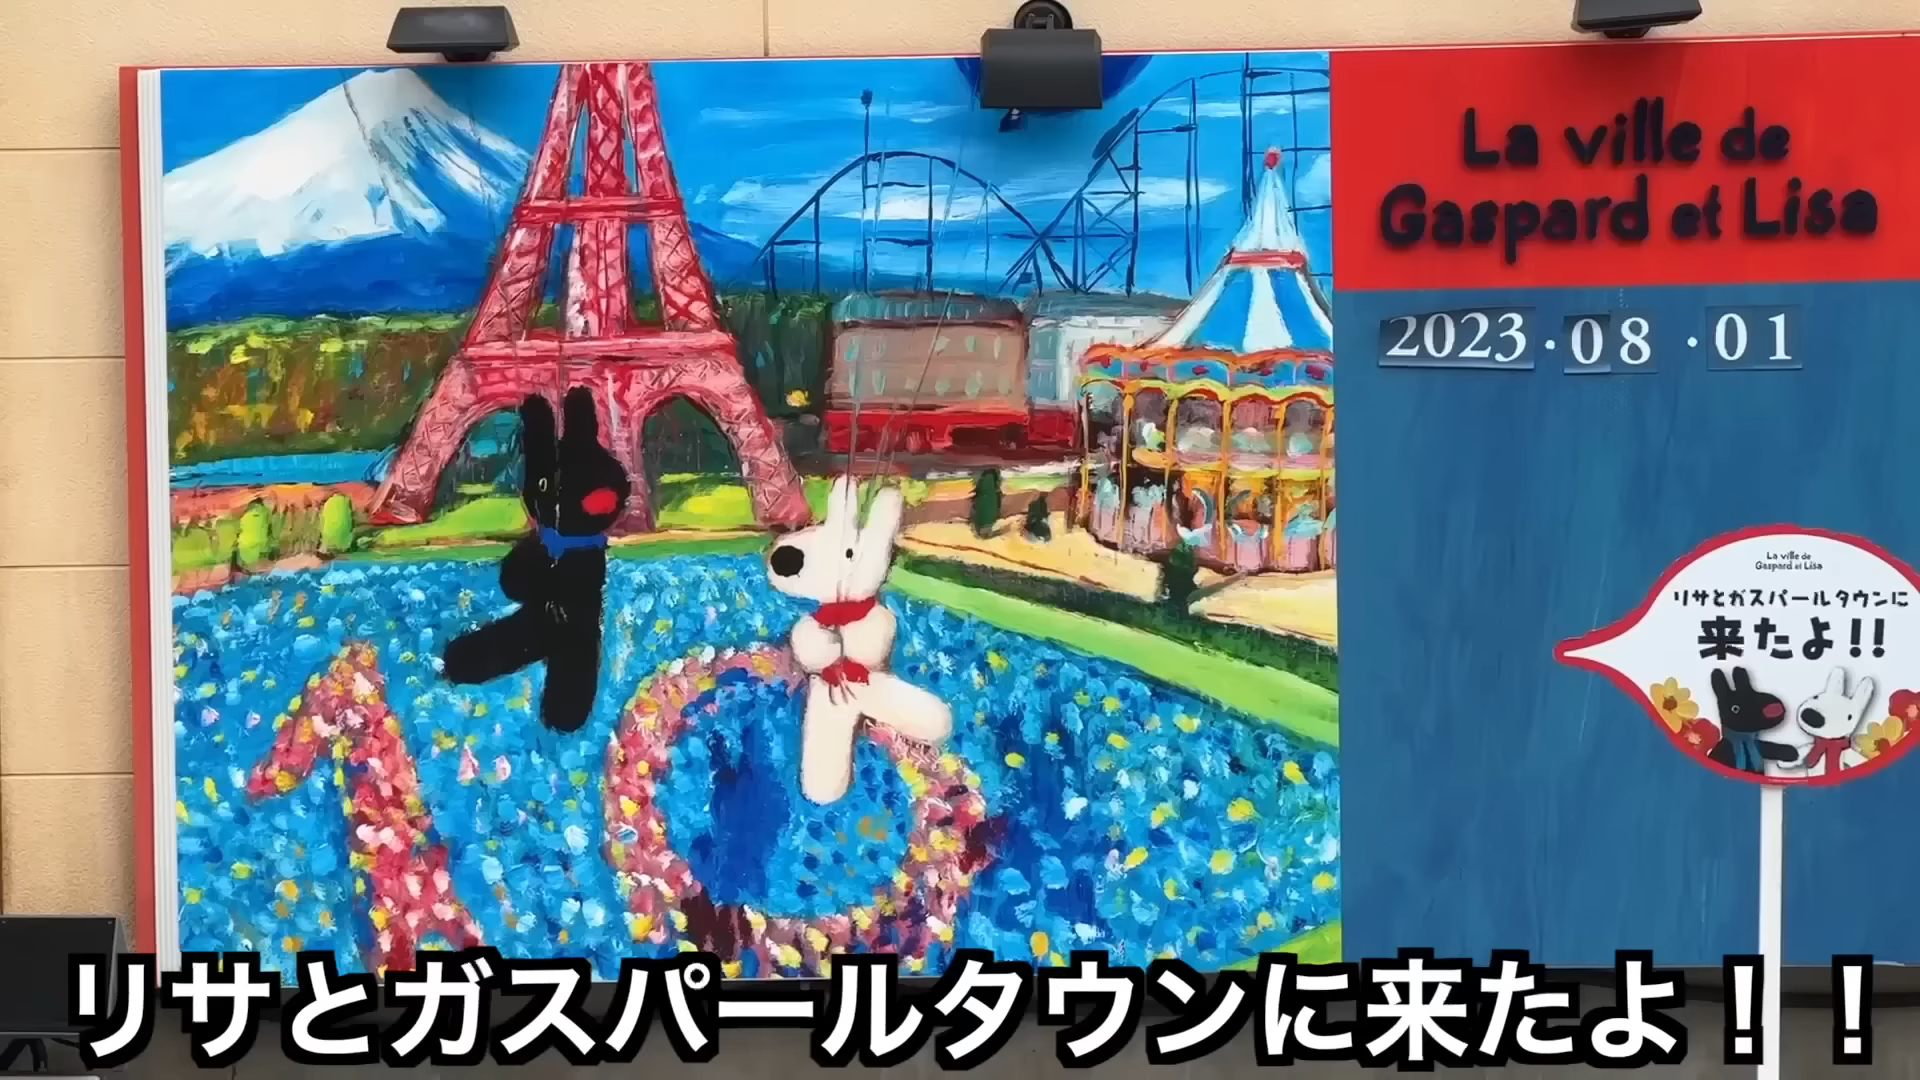 La ville de
Gaspard et Lisa
2023・08・01
10
La ville de
Gaspard et Lisa
リサとガスパールタウンに
来たよ!!
リサとガスパールタウンに来たよ！！